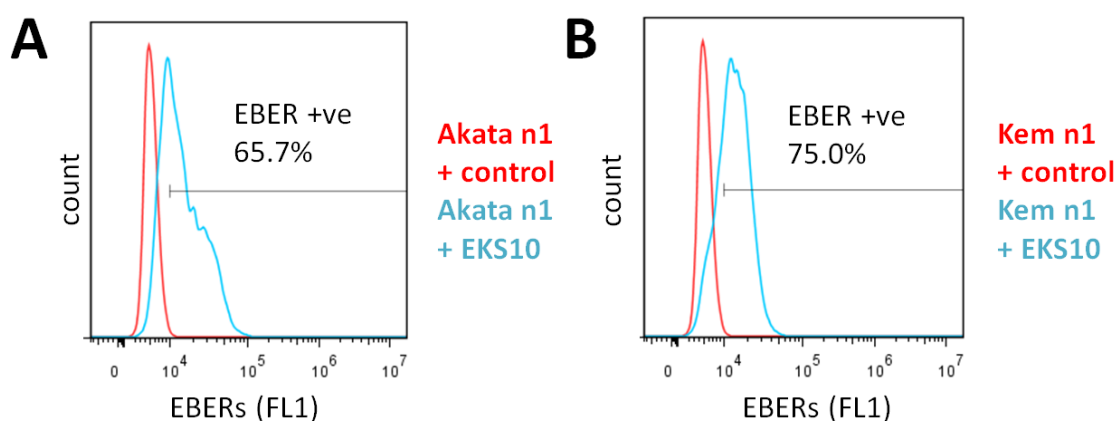 A
count
EBER +ve
65.7%
0 10^4 10^5 10^6 10^7
EBERs (FL1)
Akata n1
+ control
Akata n1
+ EKS10
B
count
EBER +ve
75.0%
0 10^4 10^5 10^6 10^7
EBERs (FL1)
Kem n1
+ control
Kem n1
+ EKS10